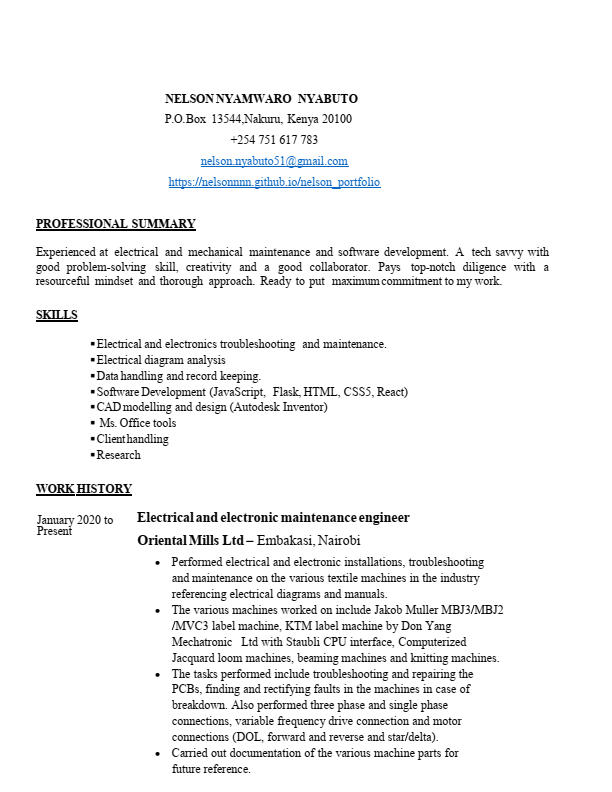 NELSON NYAMWARO NYABUTO
P.O.Box 13544,Nakuru, Kenya 20100
+254 751 617 783
nelson.nyabuto51@gmail.com
https://nelsonnnn.github.io/nelson_portfolio
PROFESSIONAL SUMMARY
Experienced at electrical and mechanical maintenance and software development. A tech savvy with
good problem-solving skill, creativity and a good collaborator. Pays top-notch diligence with a
resourceful mindset and thorough approach. Ready to put maximum commitment to my work.
SKILLS
▪Electrical and electronics troubleshooting and maintenance.
▪Electrical diagram analysis
▪Data handling and record keeping.
▪Software Development (JavaScript, Flask, HTML, CSS5, React)
▪CAD modelling and design (Autodesk Inventor)
▪ Ms. Office tools
▪Client handling
▪Research
WORK HISTORY
January 2020 to
Present
Electrical and electronic maintenance engineer
Oriental Mills Ltd – Embakasi, Nairobi
• Performed electrical and electronic installations, troubleshooting
and maintenance on the various textile machines in the industry
referencing electrical diagrams and manuals.
• The various machines worked on include Jakob Muller MBJ3/MBJ2
/MVC3 label machine, KTM label machine by Don Yang
Mechatronic Ltd with Staubli CPU interface, Computerized
Jacquard loom machines, beaming machines and knitting machines.
• The tasks performed include troubleshooting and repairing the
PCBs, finding and rectifying faults in the machines in case of
breakdown. Also performed three phase and single phase
connections, variable frequency drive connection and motor
connections (DOL, forward and reverse and star/delta).
• Carried out documentation of the various machine parts for
future reference.